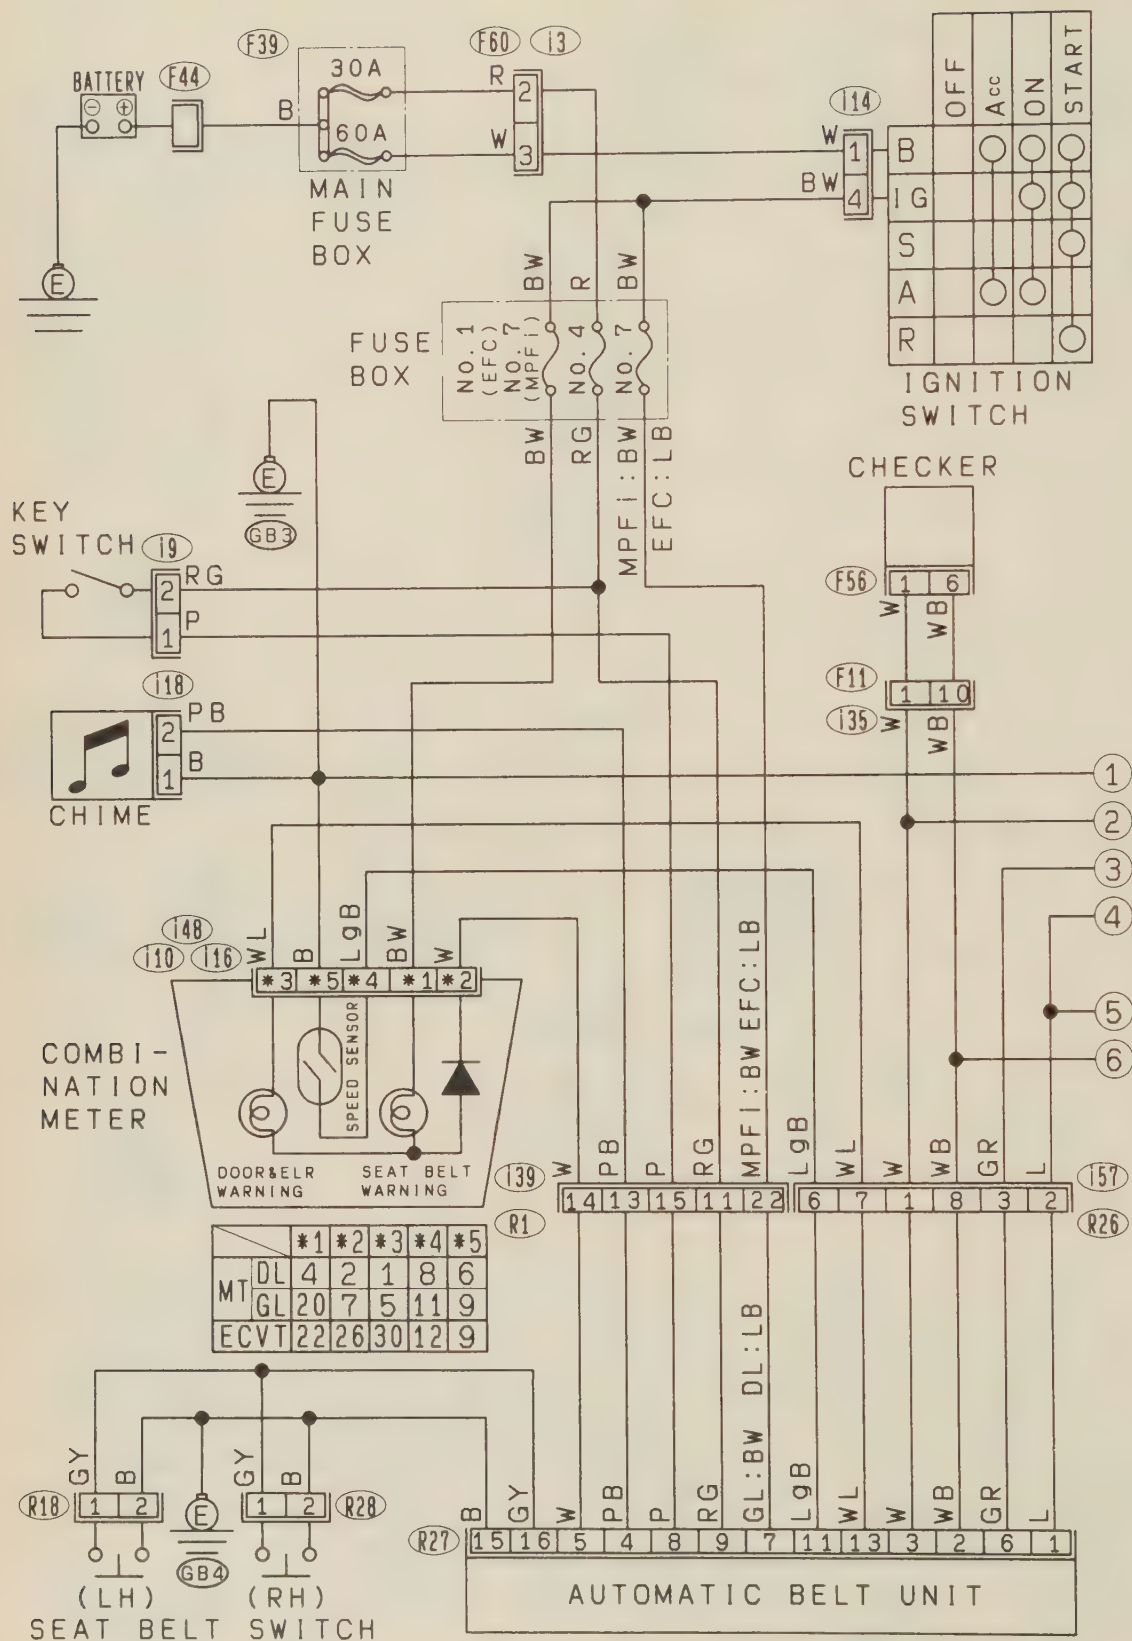 F39
F60 i3
BATTERY F44
30A
60A
B
R
W
2
3
MAIN
FUSE
BOX
E
i14
W
BW
1
4
OFF
Acc
ON
START
B
IG
S
A
R
IGNITION
SWITCH
BW
R
BW
FUSE
BOX
NO. 1
(EFC)
NO. 7
(MPFi)
NO. 4
NO. 7
BW
RG
MPFi:BW
EFC:LB
E
GB3
CHECKER
F56
1 6
W
WB
F11
1 10
i35
W
WB
KEY
SWITCH i9
2 RG
1 P
i18
2 PB
1 B
CHIME
1
2
3
4
5
6
i48
i10 i16
WL
B
LgB
BW
W
*3 *5 *4 *1 *2
COMBI-
NATION
METER
SPEED SENSOR
DOOR&ELR
WARNING
SEAT BELT
WARNING
W
PB
P
RG
MPFI:BW EFC:LB
LgB
WL
W
WB
GR
L
i39
14 13 15 11 22
R1
6 7 1 8 3 2
i57
R26
*1 *2 *3 *4 *5
MT DL 4 2 1 8 6
GL 20 7 5 11 9
ECVT 22 26 30 12 9
GY
B
GY
B
R18
1 2
E
GB4
1 2
R28
(LH) (RH)
SEAT BELT SWITCH
B
GY
W
PB
P
RG
GL:BW DL:LB
LgB
WL
W
WB
GR
L
R27
15 16 5 4 8 9 7 11 13 3 2 6 1
AUTOMATIC BELT UNIT